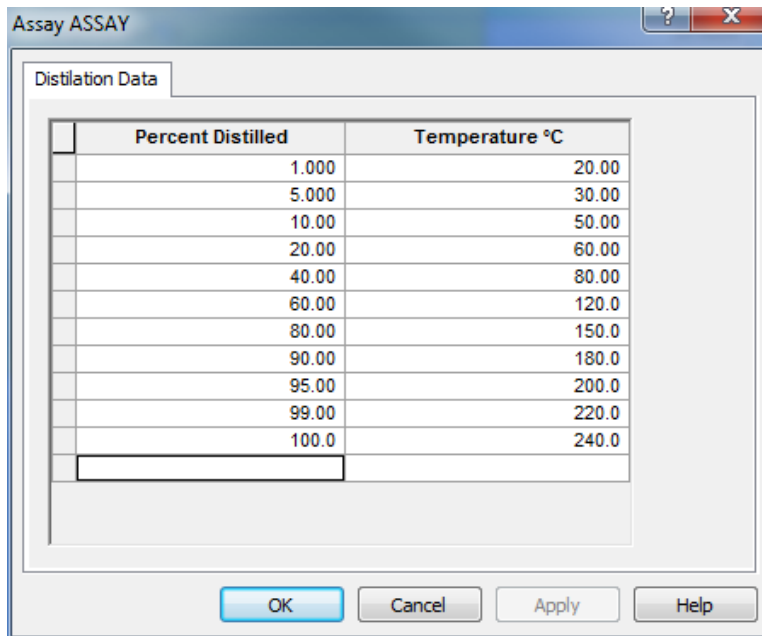 Assay ASSAY
Distilation Data
Percent Distilled Temperature ºC
1.000 20.00
5.000 30.00
10.00 50.00
20.00 60.00
40.00 80.00
60.00 120.0
80.00 150.0
90.00 180.0
95.00 200.0
99.00 220.0
100.0 240.0
OK Cancel Apply Help